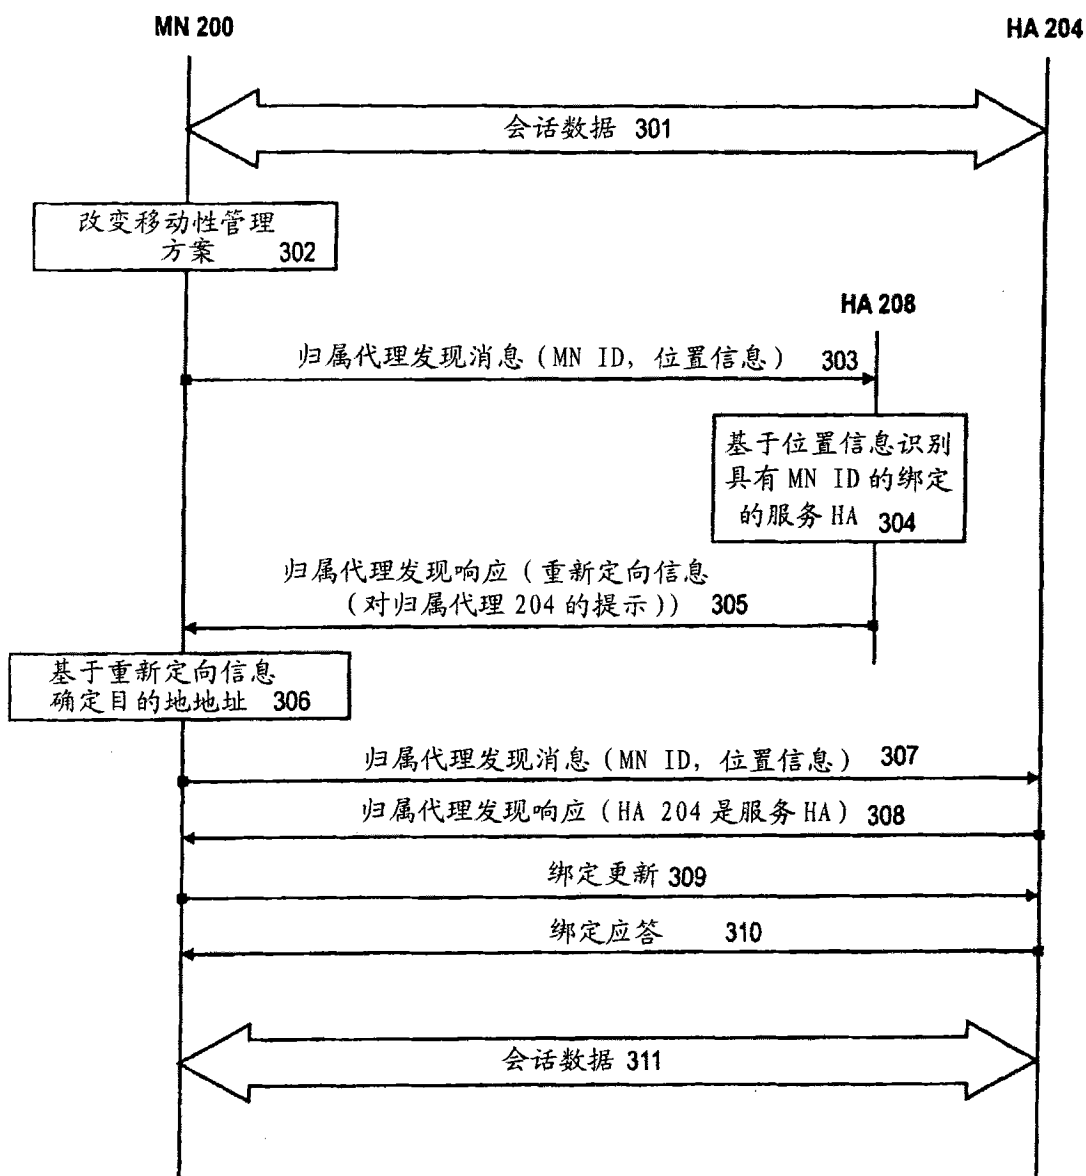 MN 200
HA 204
会话数据 301
改变移动性管理
方案 302
HA 208
归属代理发现消息（MN ID, 位置信息） 303
基于位置信息识别
具有 MN ID 的绑定
的服务 HA 304
归属代理发现响应（重新定向信息
（对归属代理 204 的提示）） 305
基于重新定向信息
确定目的地地址 306
归属代理发现消息（MN ID, 位置信息） 307
归属代理发现响应（HA 204 是服务 HA） 308
绑定更新 309
绑定应答 310
会话数据 311